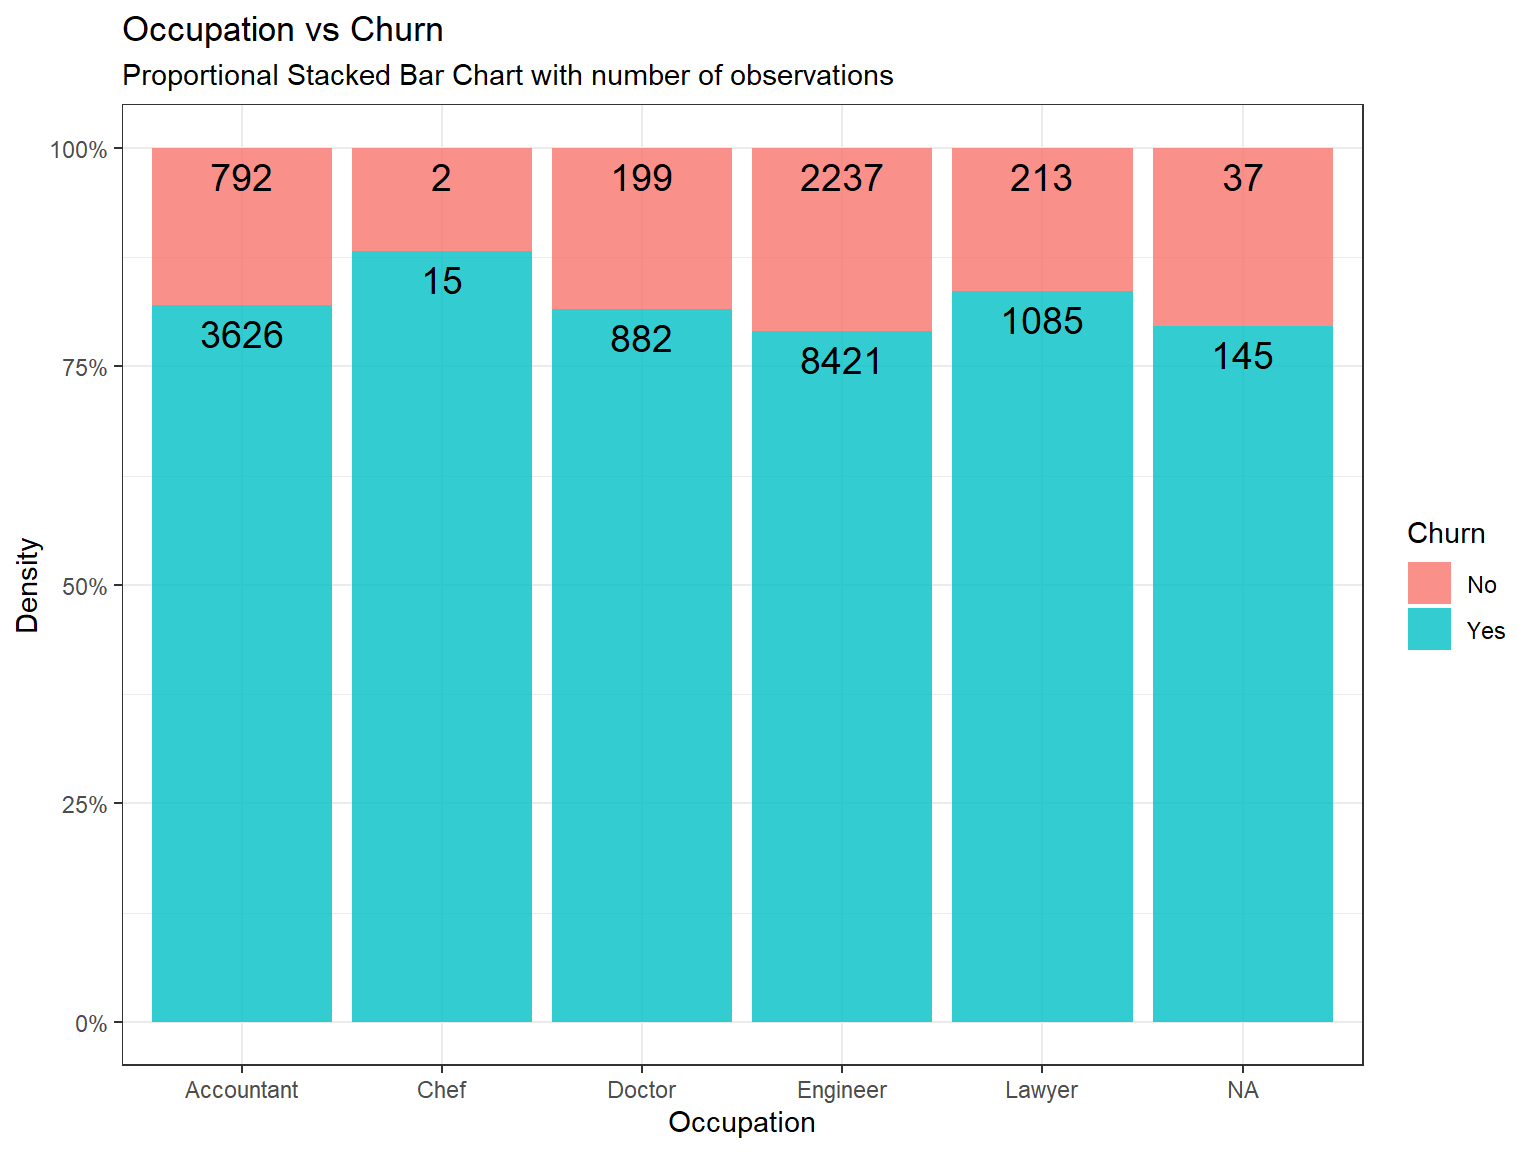 Occupation vs Churn
Proportional Stacked Bar Chart with number of observations
100%
75%
50%
25%
0%
Density
792
2
199
2237
213
37
3626
15
882
8421
1085
145
Accountant
Chef
Doctor
Engineer
Lawyer
NA
Occupation
Churn
No
Yes